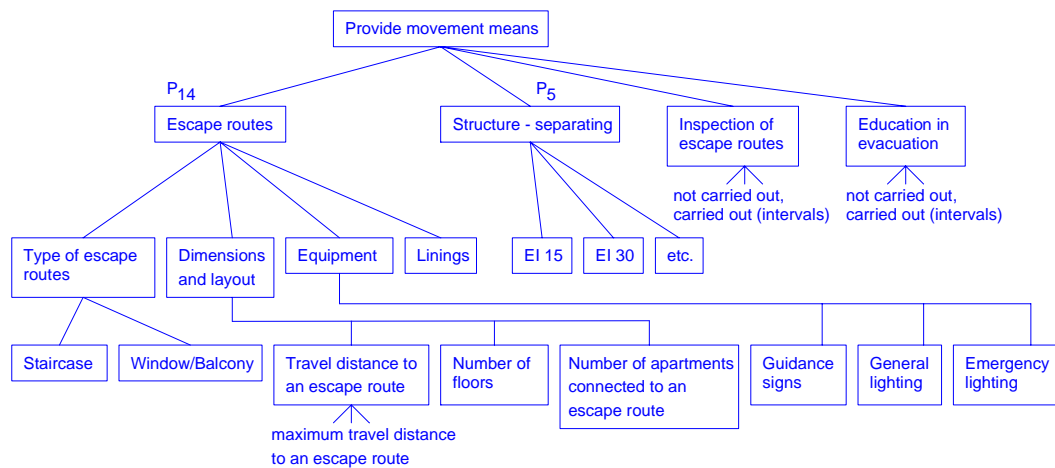 Provide movement means
P14
P5
Escape routes
Structure - separating
Inspection of
escape routes
Education in
evacuation
not carried out,
carried out (intervals)
not carried out,
carried out (intervals)
Type of escape
routes
Dimensions
and layout
Equipment
Linings
EI 15
EI 30
etc.
Staircase
Window/Balcony
Travel distance to
an escape route
Number of
floors
Number of apartments
connected to an
escape route
Guidance
signs
General
lighting
Emergency
lighting
maximum travel distance
to an escape route